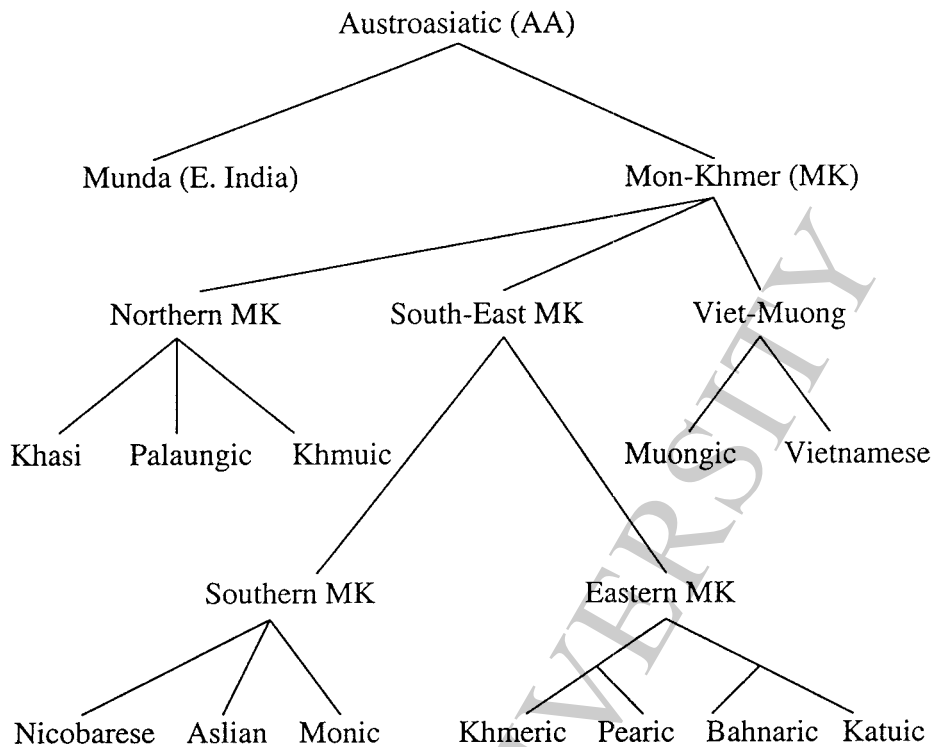 Austroasiatic (AA)
Munda (E. India) Mon-Khmer (MK)
Northern MK South-East MK Viet-Muong
Khasi Palaungic Khmuic Muongic Vietnamese
Southern MK Eastern MK
Nicobarese Aslian Monic Khmeric Pearic Bahnaric Katuic
VERSITY